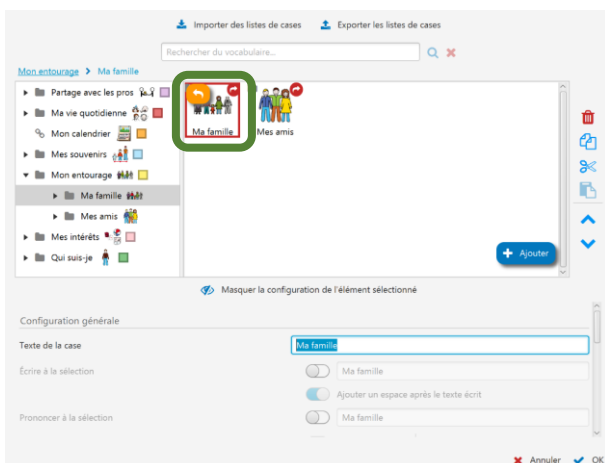 Importer des listes de cases Exporter les listes de cases
Rechercher du vocabulaire...
Mon entourage > Ma famille
Partage avec les pros
Ma vie quotidienne
Mon calendrier
Mes souvenirs
Mon entourage
Ma famille
Mes amis
Mes intérêts
Qui suis-je
Ma famille Mes amis
+ Ajouter
Masquer la configuration de l'élément sélectionné
Configuration générale
Texte de la case Ma famille
Écrire à la sélection Ma famille
Ajouter un espace après le texte écrit
Prononcer à la sélection Ma famille
Annuler OK